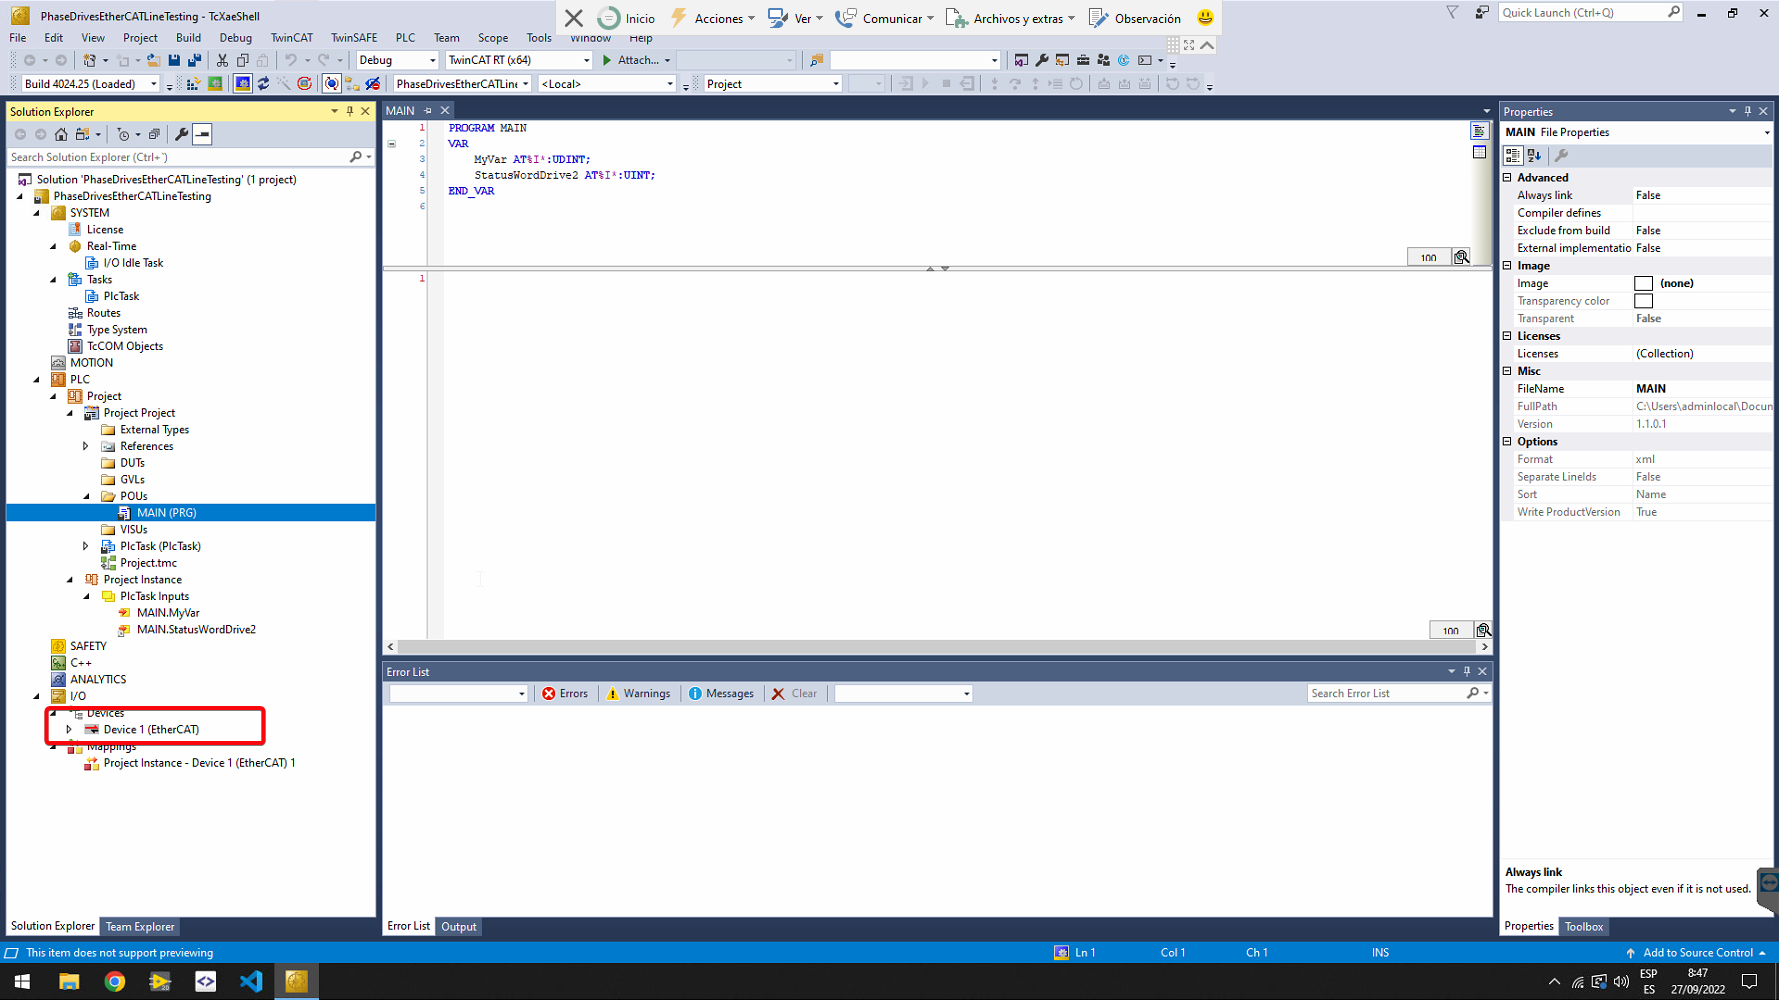 PhaseDrivesEtherCATLineTesting - TcXaeShell
Inicio
Acciones
Ver
Comunicar
Archivos y extras
Observación
Quick Launch (Ctrl+Q)
File Edit View Project Build Debug TwinCAT TwinSAFE PLC Team Scope Tools Window Help
Debug
TwinCAT RT (x64)
Attach...
Build 4024.25 (Loaded)
PhaseDrivesEtherCATLine
<Local>
Project
Solution Explorer
Search Solution Explorer (Ctrl+`)
Solution 'PhaseDrivesEtherCATLineTesting' (1 project)
PhaseDrivesEtherCATLineTesting
SYSTEM
License
Real-Time
I/O Idle Task
Tasks
PlcTask
Routes
Type System
TcCOM Objects
MOTION
PLC
Project
Project Project
External Types
References
DUTs
GVLs
POUs
MAIN (PRG)
VISUs
PlcTask (PlcTask)
Project.tmc
Project Instance
PlcTask Inputs
MAIN.MyVar
MAIN.StatusWordDrive2
SAFETY
C++
ANALYTICS
I/O
Devices
Device 1 (EtherCAT)
Mappings
Project Instance - Device 1 (EtherCAT) 1
Solution Explorer
Team Explorer
MAIN
1 PROGRAM MAIN
2 VAR
3 MyVar AT%I*:UDINT;
4 StatusWordDrive2 AT%I*:UINT;
5 END_VAR
6
100
1
100
Error List
Errors
Warnings
Messages
Clear
Search Error List
Error List
Output
Properties
MAIN File Properties
Advanced
Always link False
Compiler defines
Exclude from build False
External implementatio False
Image
Image (none)
Transparency color
Transparent False
Licenses
Licenses (Collection)
Misc
FileName MAIN
FullPath C:\Users\adminlocal\Docun
Version 1.1.0.1
Options
Format xml
Separate LineIds False
Sort Name
Write ProductVersion True
Always link
The compiler links this object even if it is not used.
Properties
Toolbox
This item does not support previewing
Ln 1
Col 1
Ch 1
INS
Add to Source Control
ESP
ES
8:47
27/09/2022